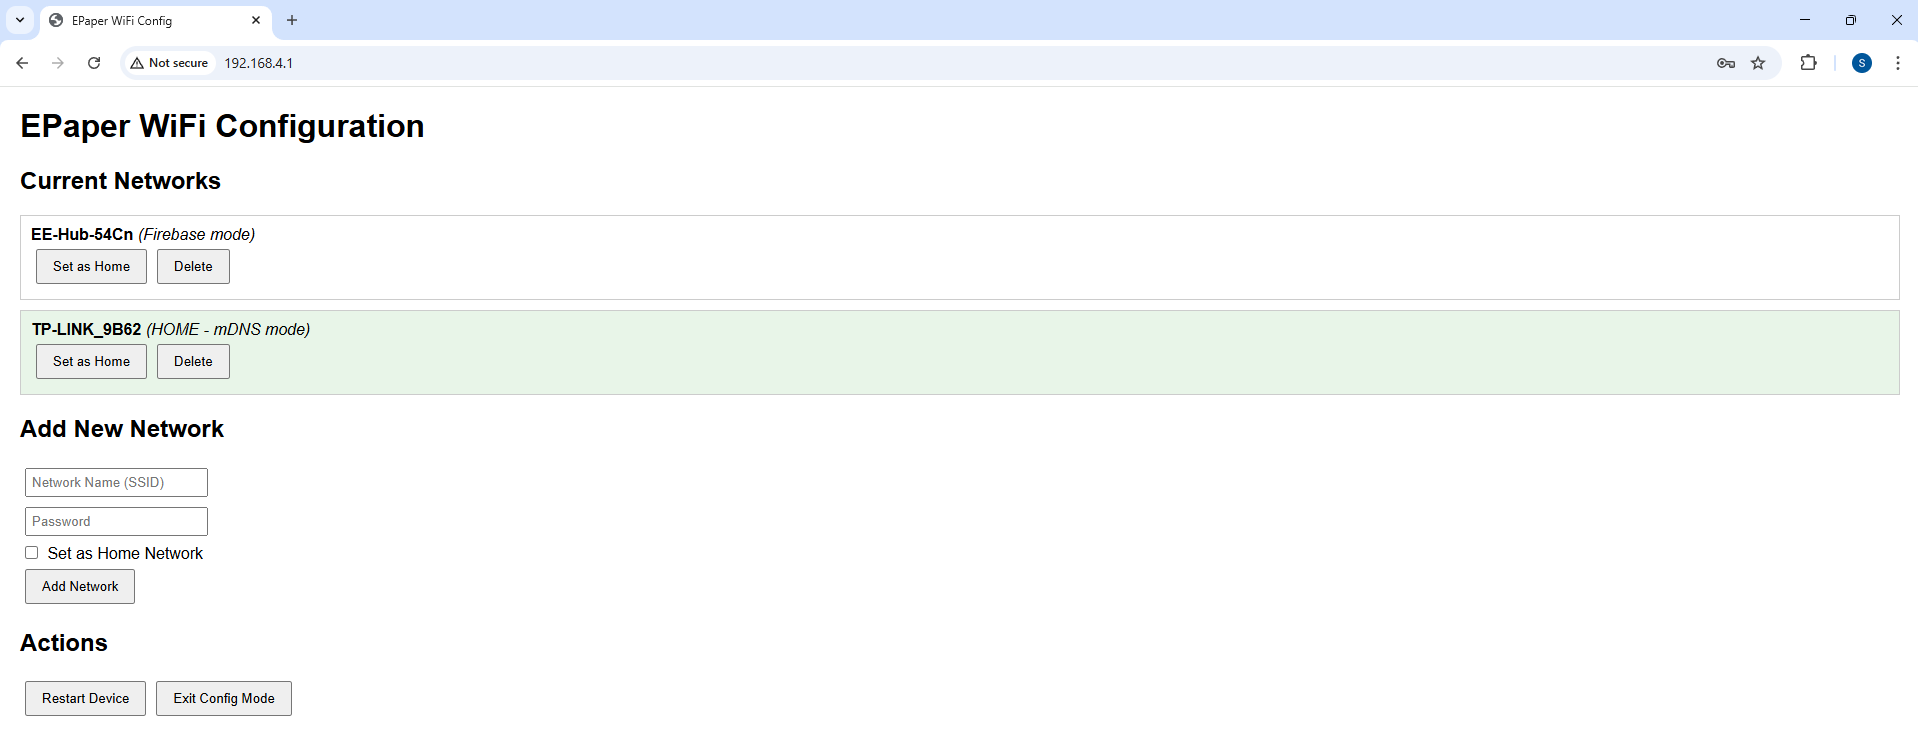 EPaper WiFi Config
Not secure 192.168.4.1 S
EPaper WiFi Configuration
Current Networks
EE-Hub-54Cn (Firebase mode)
Set as Home Delete
TP-LINK_9B62 (HOME - mDNS mode)
Set as Home Delete
Add New Network
Network Name (SSID)
Password
Set as Home Network
Add Network
Actions
Restart Device Exit Config Mode